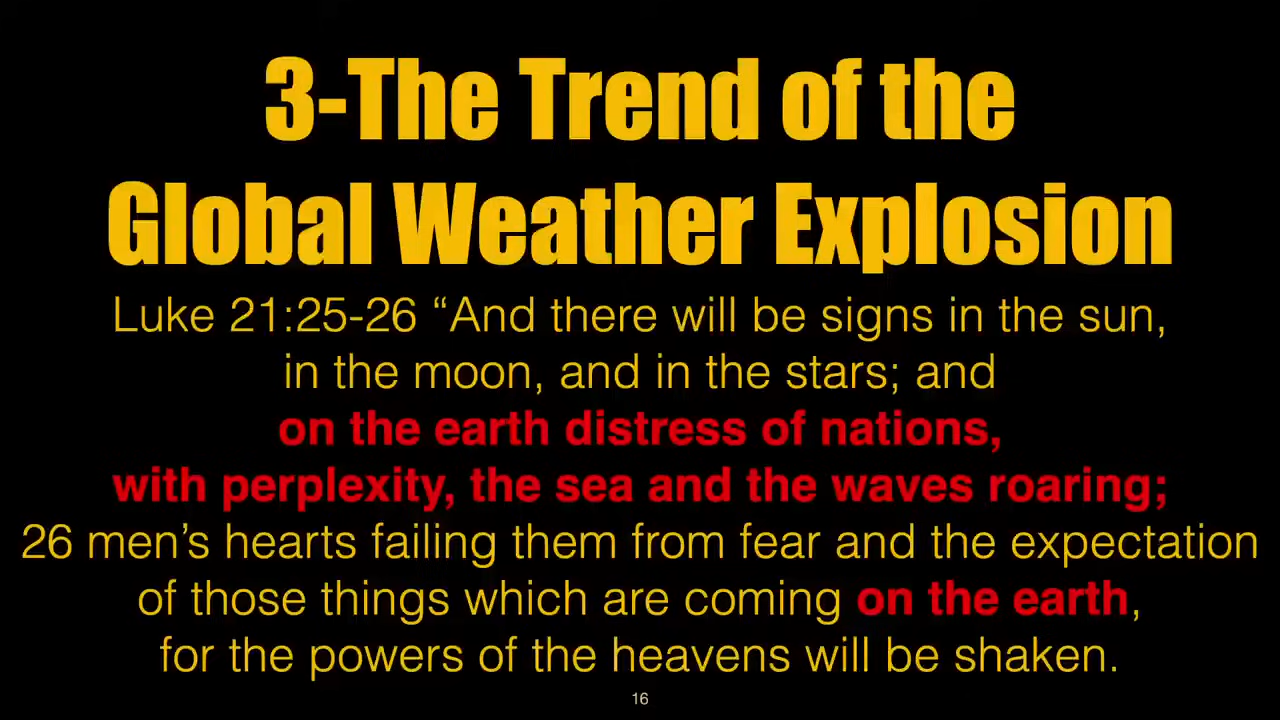 3-The Trend of the
Global Weather Explosion
Luke 21:25-26 “And there will be signs in the sun,
in the moon, and in the stars; and
on the earth distress of nations,
with perplexity, the sea and the waves roaring;
26 men’s hearts failing them from fear and the expectation
of those things which are coming on the earth,
for the powers of the heavens will be shaken.
16